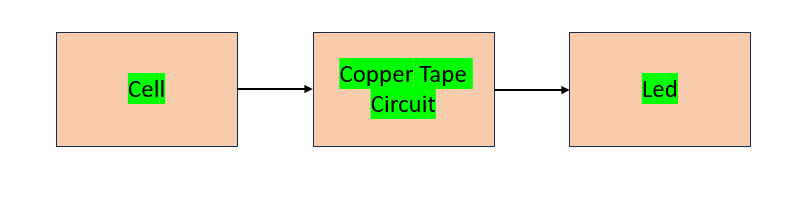 Cell
Copper Tape
Circuit
Led